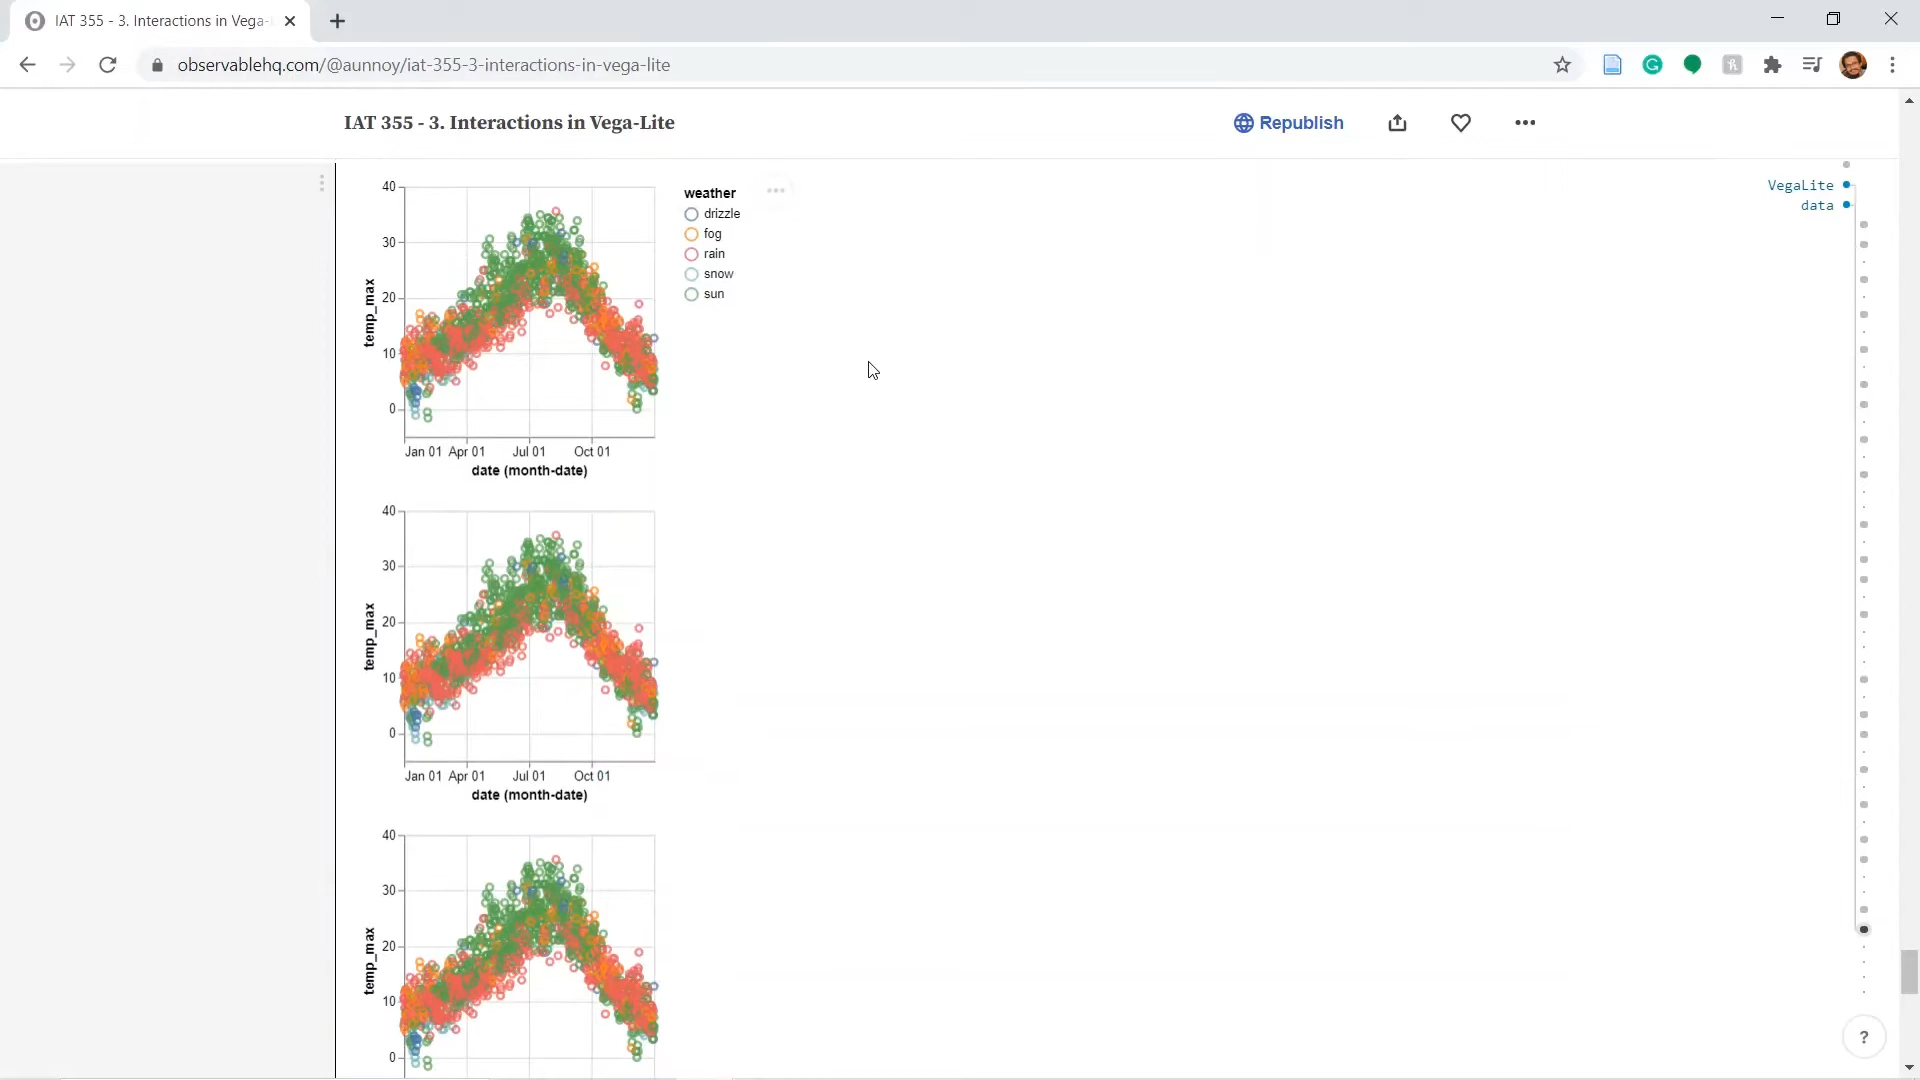 IAT 355 - 3. Interactions in Vega-
observablehq.com/@aunnoy/iat-355-3-interactions-in-vega-lite
IAT 355 - 3. Interactions in Vega-Lite
Republish
VegaLite
data
weather
drizzle
fog
rain
snow
sun
40
30
20
10
0
temp_max
Jan 01 Apr 01 Jul 01 Oct 01
date (month-date)
40
30
20
10
0
temp_max
Jan 01 Apr 01 Jul 01 Oct 01
date (month-date)
40
30
20
10
0
temp_max
?